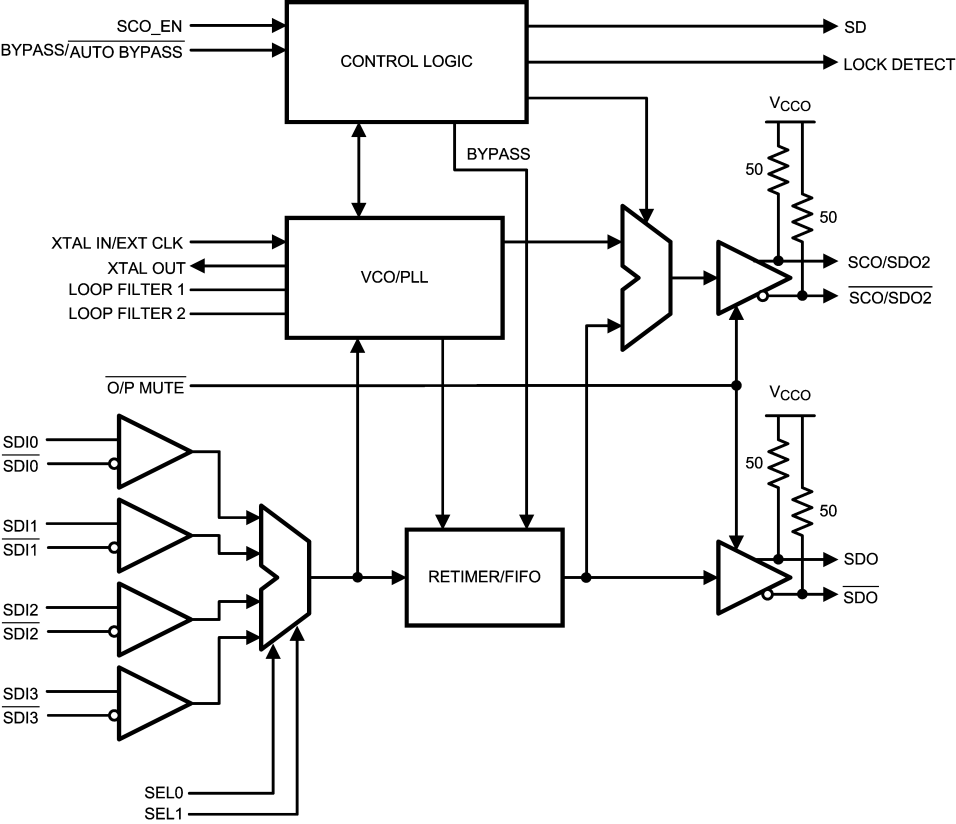 SCO_EN
BYPASS/AUTO BYPASS
CONTROL LOGIC
SD
LOCK DETECT
VCCO
BYPASS
50
50
XTAL IN/EXT CLK
XTAL OUT
LOOP FILTER 1
LOOP FILTER 2
VCO/PLL
SCO/SDO2
SCO/SDO2
O/P MUTE
VCCO
SDI0
SDI0
50
50
SDI1
SDI1
RETIMER/FIFO
SDO
SDO
SDI2
SDI2
SDI3
SDI3
SEL0
SEL1